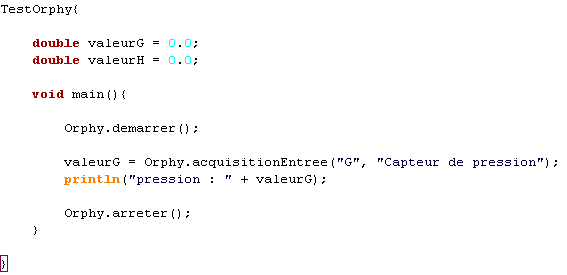 TestOrphy{
double valeurG = 0.0;
double valeurH = 0.0;
void main(){
Orphy.demarrer();
valeurG = Orphy.acquisitionEntree("G", "Capteur de pression");
println("pression : " + valeurG);
Orphy.arreter();
}
}